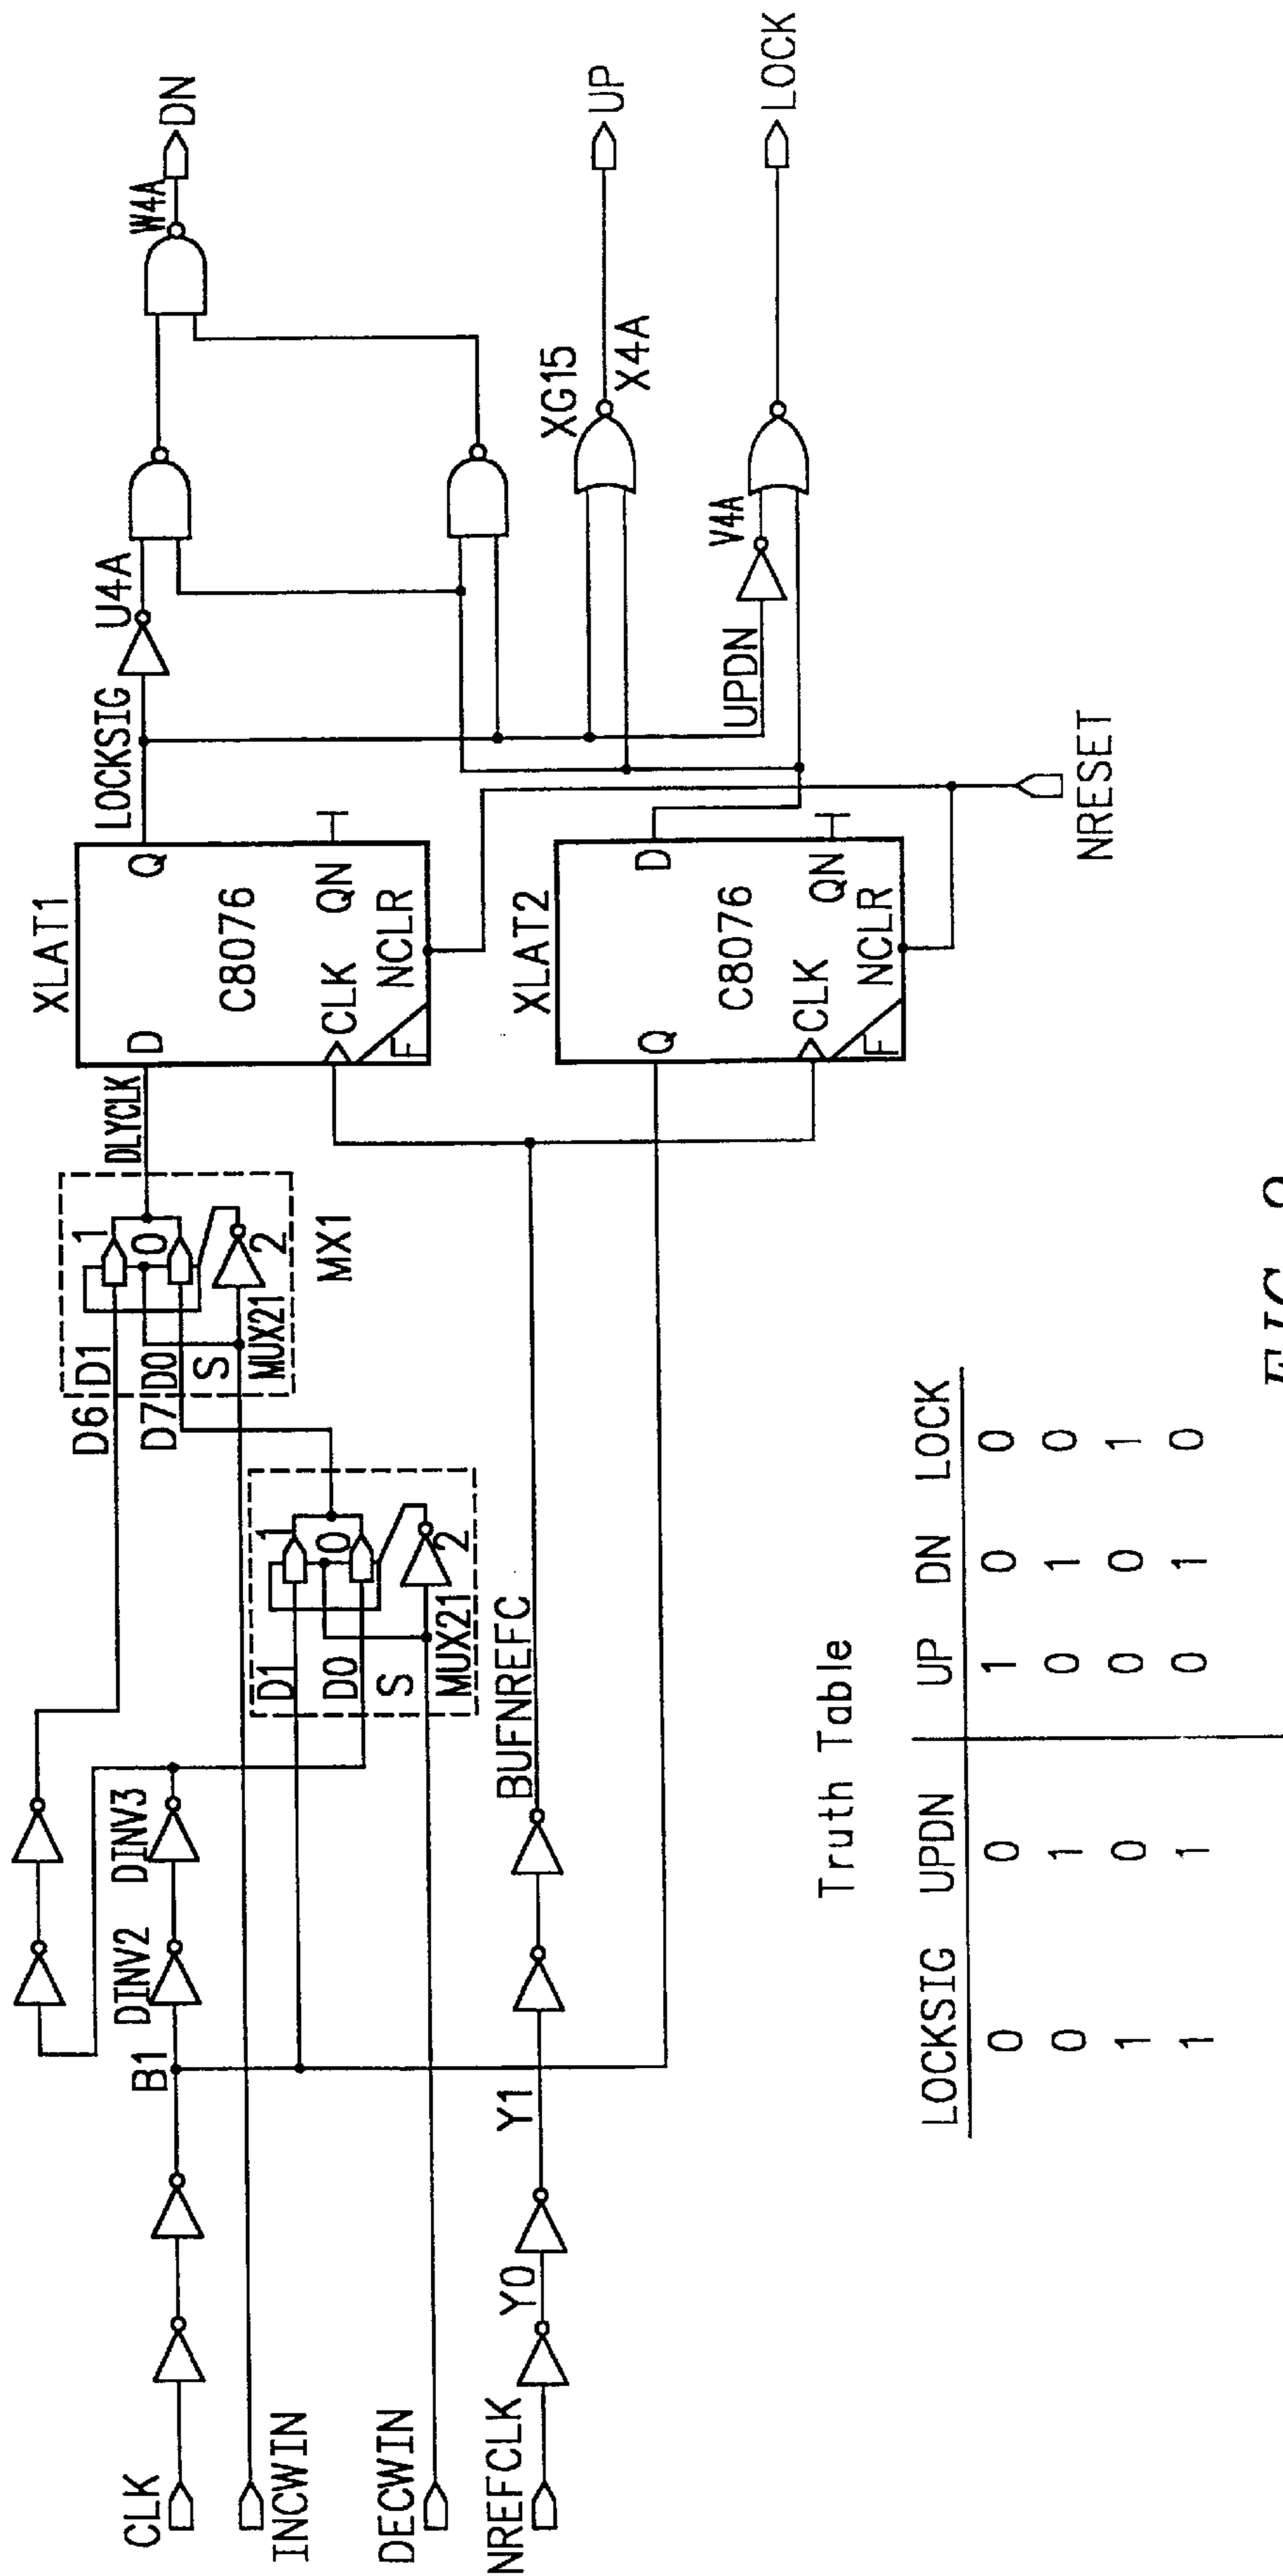 CLK
INCWIN
DECWIN
NREFCLK
Y0
Y1
B1
DINV2
DINV3
BUFNREFC
D6
D7
D1
D0
S
MUX21
1
0
2
MX1
D1
D0
S
MUX21
1
0
2
DLYCLK
XLAT1
D
Q
C8076
CLK
QN
NCLR
F
XLAT2
Q
D
C8076
CLK
QN
NCLR
F
NRESET
LOCKSIG
U4A
UPDN
V4A
XG15
X4A
W4A
DN
UP
LOCK
Truth Table
LOCKSIG UPDN UP DN LOCK
0 0 1 0 0
0 1 0 1 0
1 0 0 0 1
1 1 0 1 0